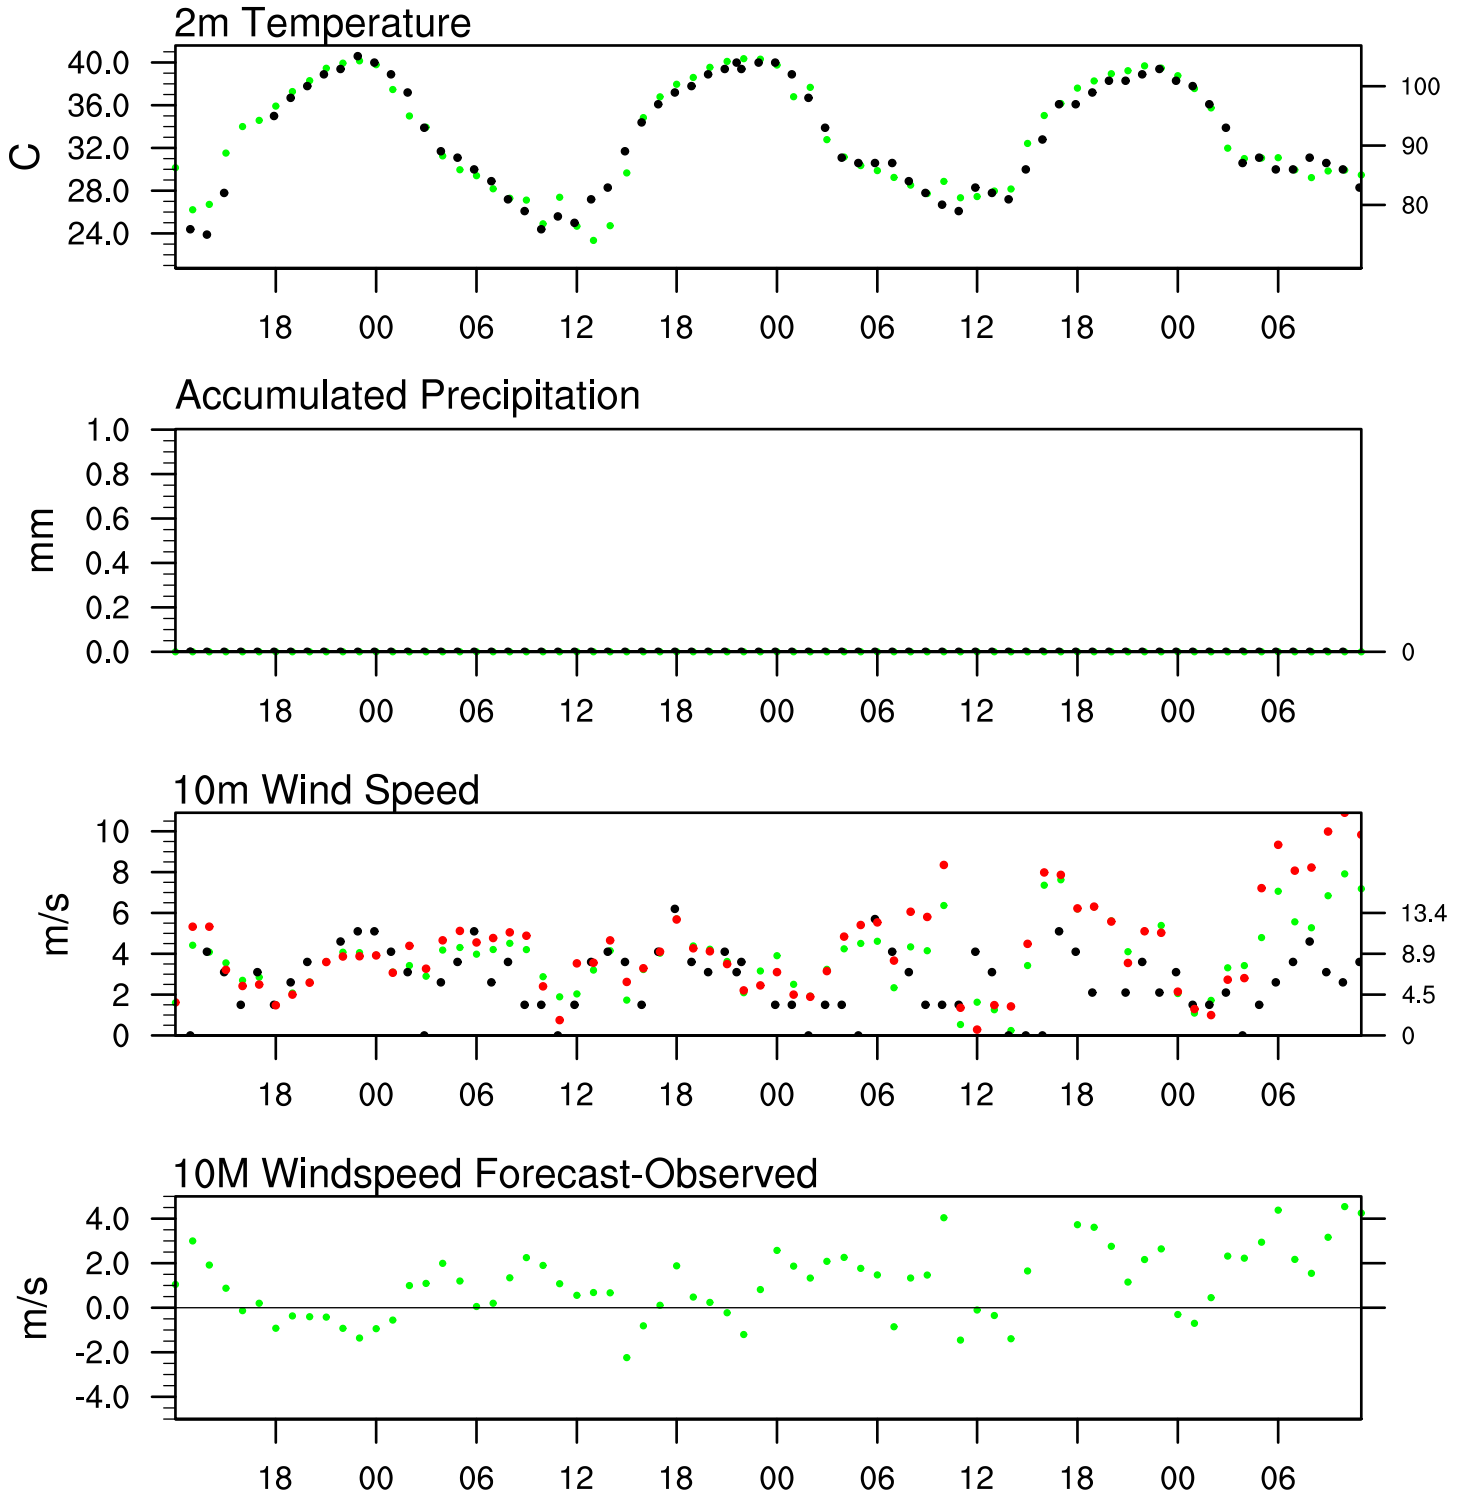 2m Temperature
40.0
36.0
32.0
28.0
24.0
C
100
90
80
18 00 06 12 18 00 06 12 18 00 06
Accumulated Precipitation
1.0
0.8
0.6
0.4
0.2
0.0
mm
0
18 00 06 12 18 00 06 12 18 00 06
10m Wind Speed
10
8
6
4
2
0
m/s
13.4
8.9
4.5
0
18 00 06 12 18 00 06 12 18 00 06
10M Windspeed Forecast-Observed
4.0
2.0
0.0
-2.0
-4.0
m/s
18 00 06 12 18 00 06 12 18 00 06